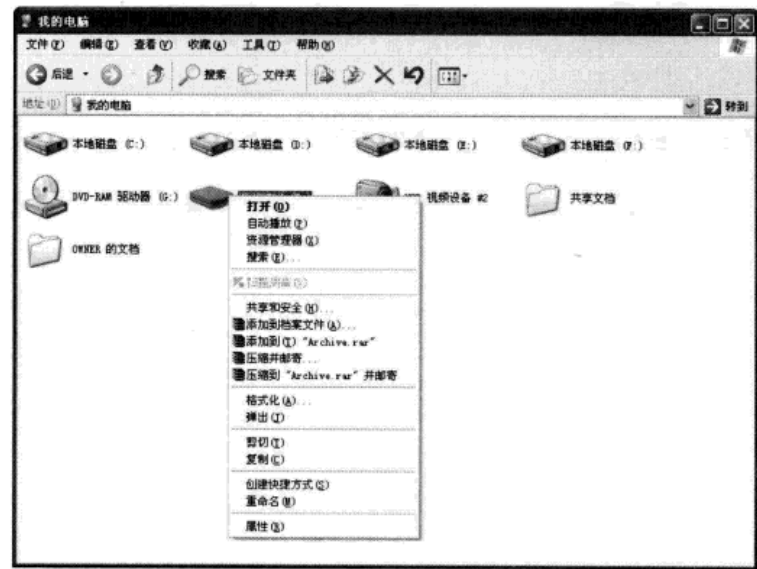 我的电脑
文件(F) 编辑(E) 查看(V) 收藏(A) 工具(T) 帮助(H)
后退 搜索 文件夹
地址(D) 我的电脑 转到
本地磁盘 (C:) 本地磁盘 (D:) 本地磁盘 (E:) 本地磁盘 (F:)
DVD-RAM 驱动器 (G:) 视频设备 #2 共享文档
OWNER 的文档
打开(O)
自动播放(P)
资源管理器(X)
搜索(E)...
共享和安全(H)...
添加到档案文件(A)...
添加到(T) "Archive.rar"
压缩并邮寄...
压缩到 "Archive.rar" 并邮寄
格式化(A)...
弹出(J)
剪切(T)
复制(C)
创建快捷方式(S)
重命名(M)
属性(R)